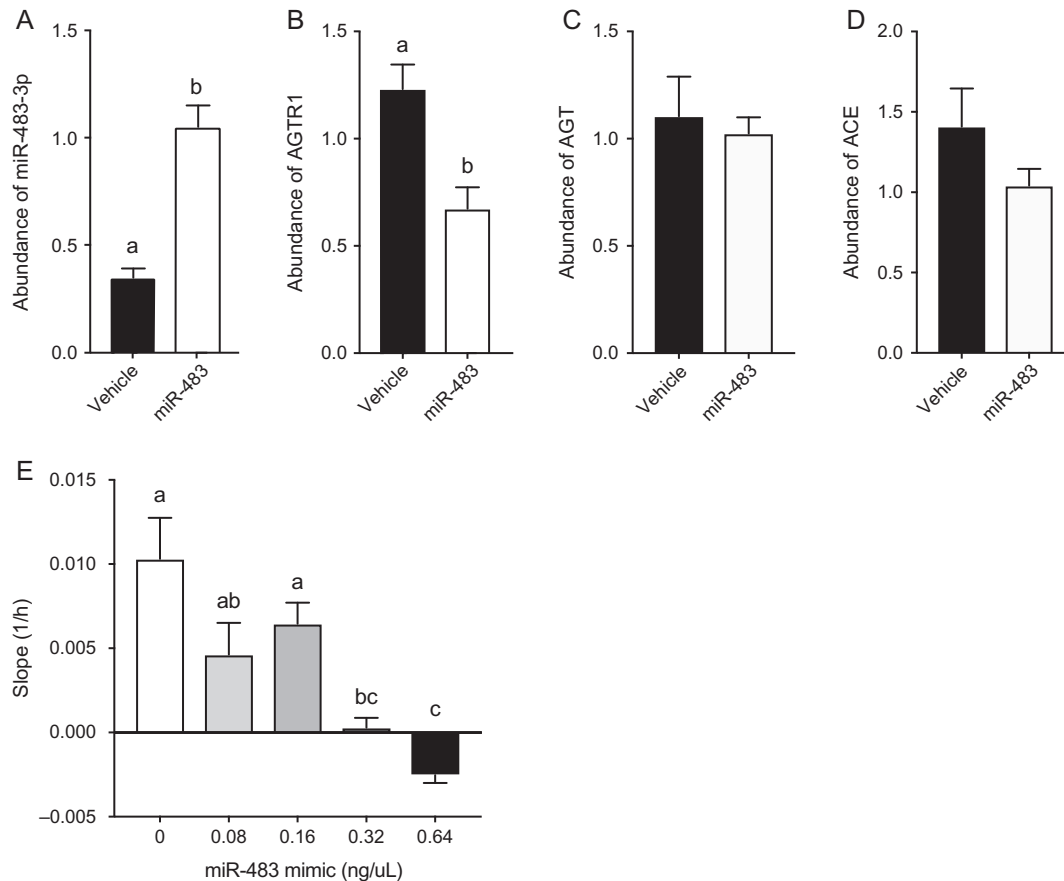 A
Abundance of miR-483-3p
1.5
1.0
0.5
0.0
a
b
Vehicle
miR-483
B
Abundance of AGTR1
1.5
1.0
0.5
0.0
a
b
Vehicle
miR-483
C
Abundance of AGT
1.5
1.0
0.5
0.0
Vehicle
miR-483
D
Abundance of ACE
2.0
1.5
1.0
0.5
0.0
Vehicle
miR-483
E
Slope (1/h)
0.015
0.010
0.005
0.000
–0.005
a
ab
a
bc
c
0 0.08 0.16 0.32 0.64
miR-483 mimic (ng/uL)